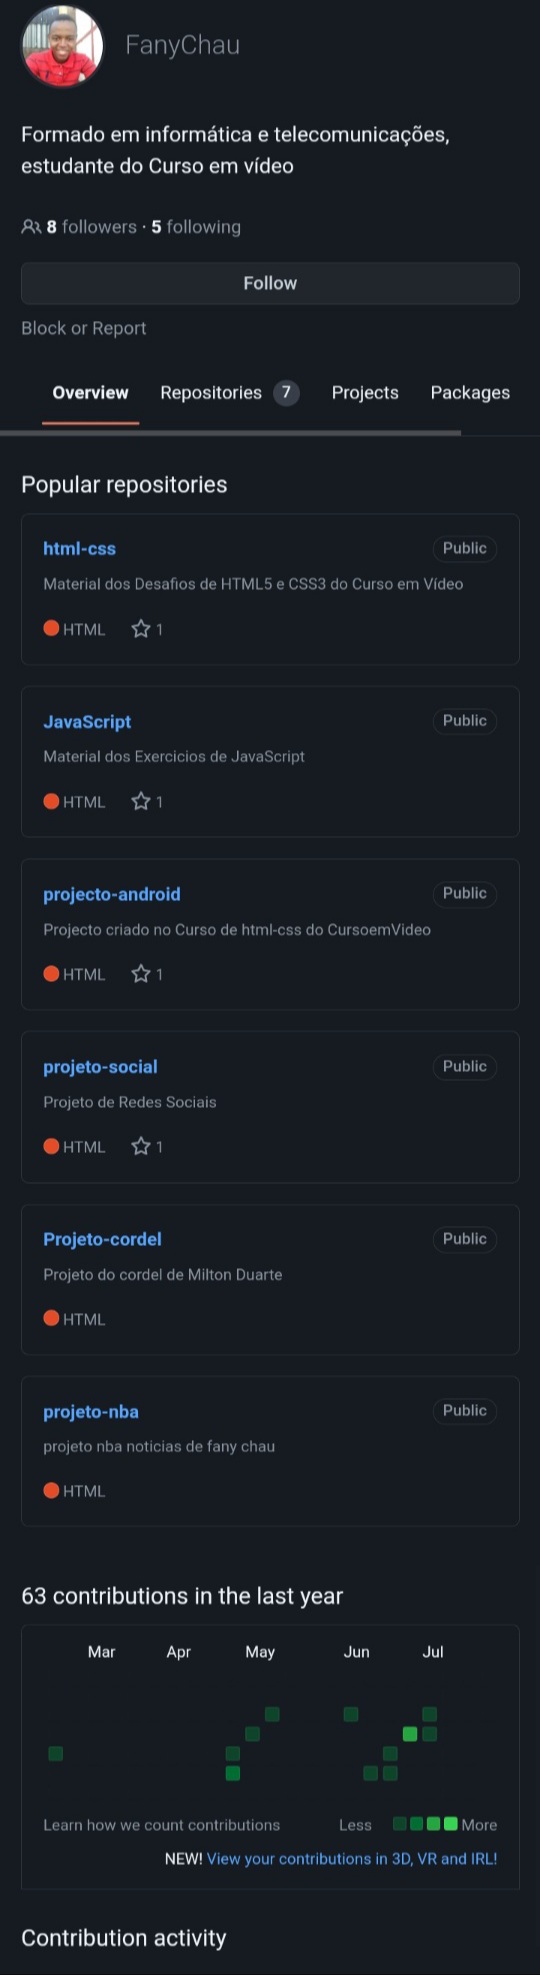 FanyChau
Formado em informática e telecomunicações,
estudante do Curso em vídeo
8 followers · 5 following
Follow
Block or Report
Overview Repositories 7 Projects Packages
Popular repositories
html-css Public
Material dos Desafios de HTML5 e CSS3 do Curso em Vídeo
HTML 1
JavaScript Public
Material dos Exercicios de JavaScript
HTML 1
projecto-android Public
Projecto criado no Curso de html-css do CursoemVideo
HTML 1
projeto-social Public
Projeto de Redes Sociais
HTML 1
Projeto-cordel Public
Projeto do cordel de Milton Duarte
HTML
projeto-nba Public
projeto nba noticias de fany chau
HTML
63 contributions in the last year
Mar Apr May Jun Jul
Learn how we count contributions Less More
NEW! View your contributions in 3D, VR and IRL!
Contribution activity